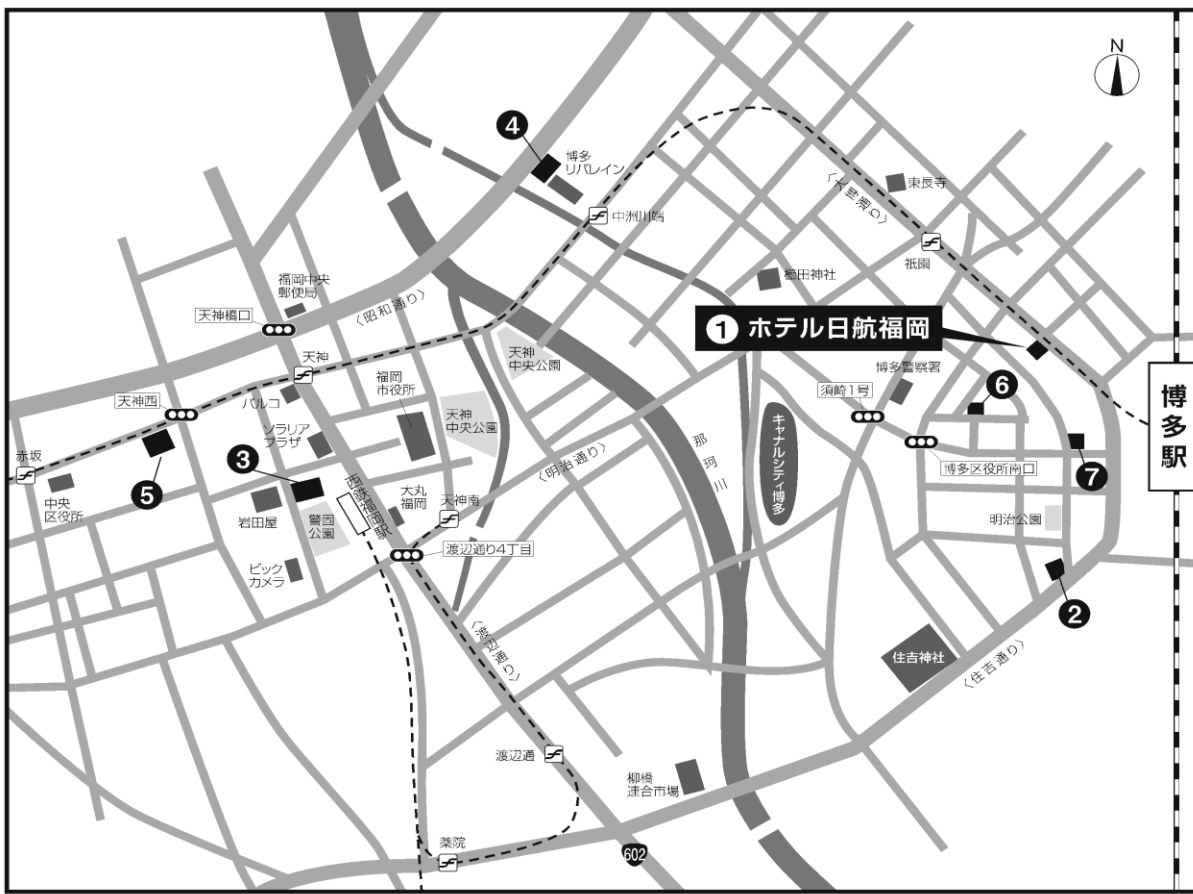 N
4
博多
リバレイン
中洲川端
〈大博通り〉
東長寺
祇園
櫛田神社
1 ホテル日航福岡
博多警察署
須崎1号
6
博多区役所南口
7
博多駅
明治公園
2
住吉神社
〈住吉通り〉
キャナルシティ博多
那珂川
福岡中央
郵便局
天神橋口
〈昭和通り〉
天神
天神
中央公園
福岡
市役所
パルコ
天神西
ソラリア
プラザ
天神
中央公園
〈明治通り〉
赤坂
中央
区役所
5
3
岩田屋
警固
公園
西鉄福岡駅
大丸
福岡
天神南
渡辺通り4丁目
ビック
カメラ
〈渡辺通り〉
渡辺通
柳橋
連合市場
薬院
602